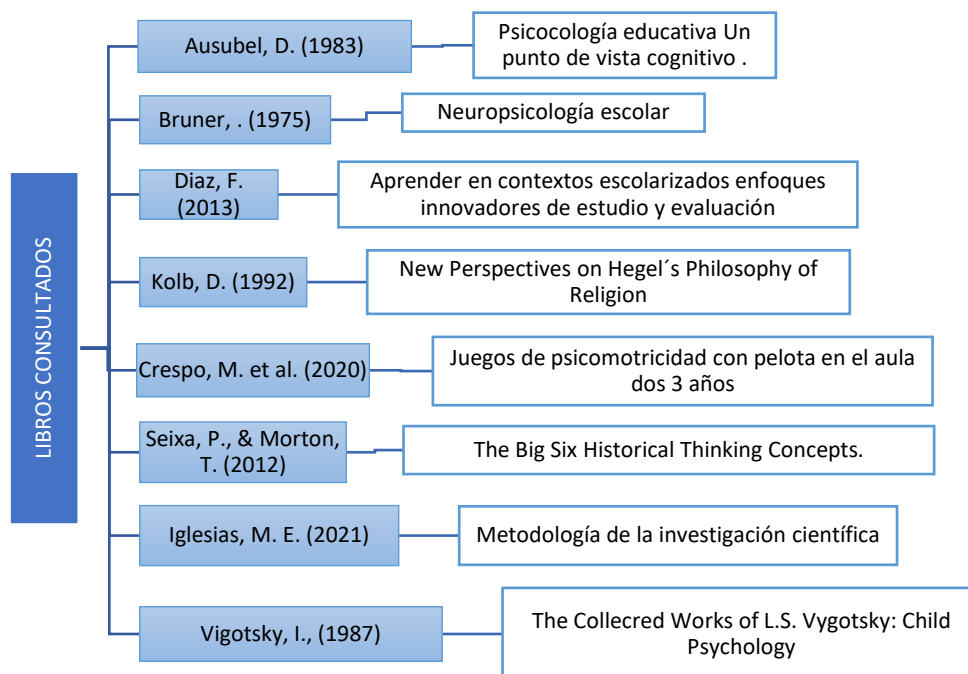 LIBROS CONSULTADOS
Ausubel, D. (1983)
Psicocología educativa Un
punto de vista cognitivo .
Bruner, . (1975)
Neuropsicología escolar
Diaz, F.
(2013)
Aprender en contextos escolarizados enfoques
innovadores de estudio y evaluación
Kolb, D. (1992)
New Perspectives on Hegel´s Philosophy of
Religion
Crespo, M. et al. (2020)
Juegos de psicomotricidad con pelota en el aula
dos 3 años
Seixa, P., & Morton,
T. (2012)
The Big Six Historical Thinking Concepts.
Iglesias, M. E. (2021)
Metodología de la investigación científica
Vigotsky, I., (1987)
The Collecred Works of L.S. Vygotsky: Child
Psychology